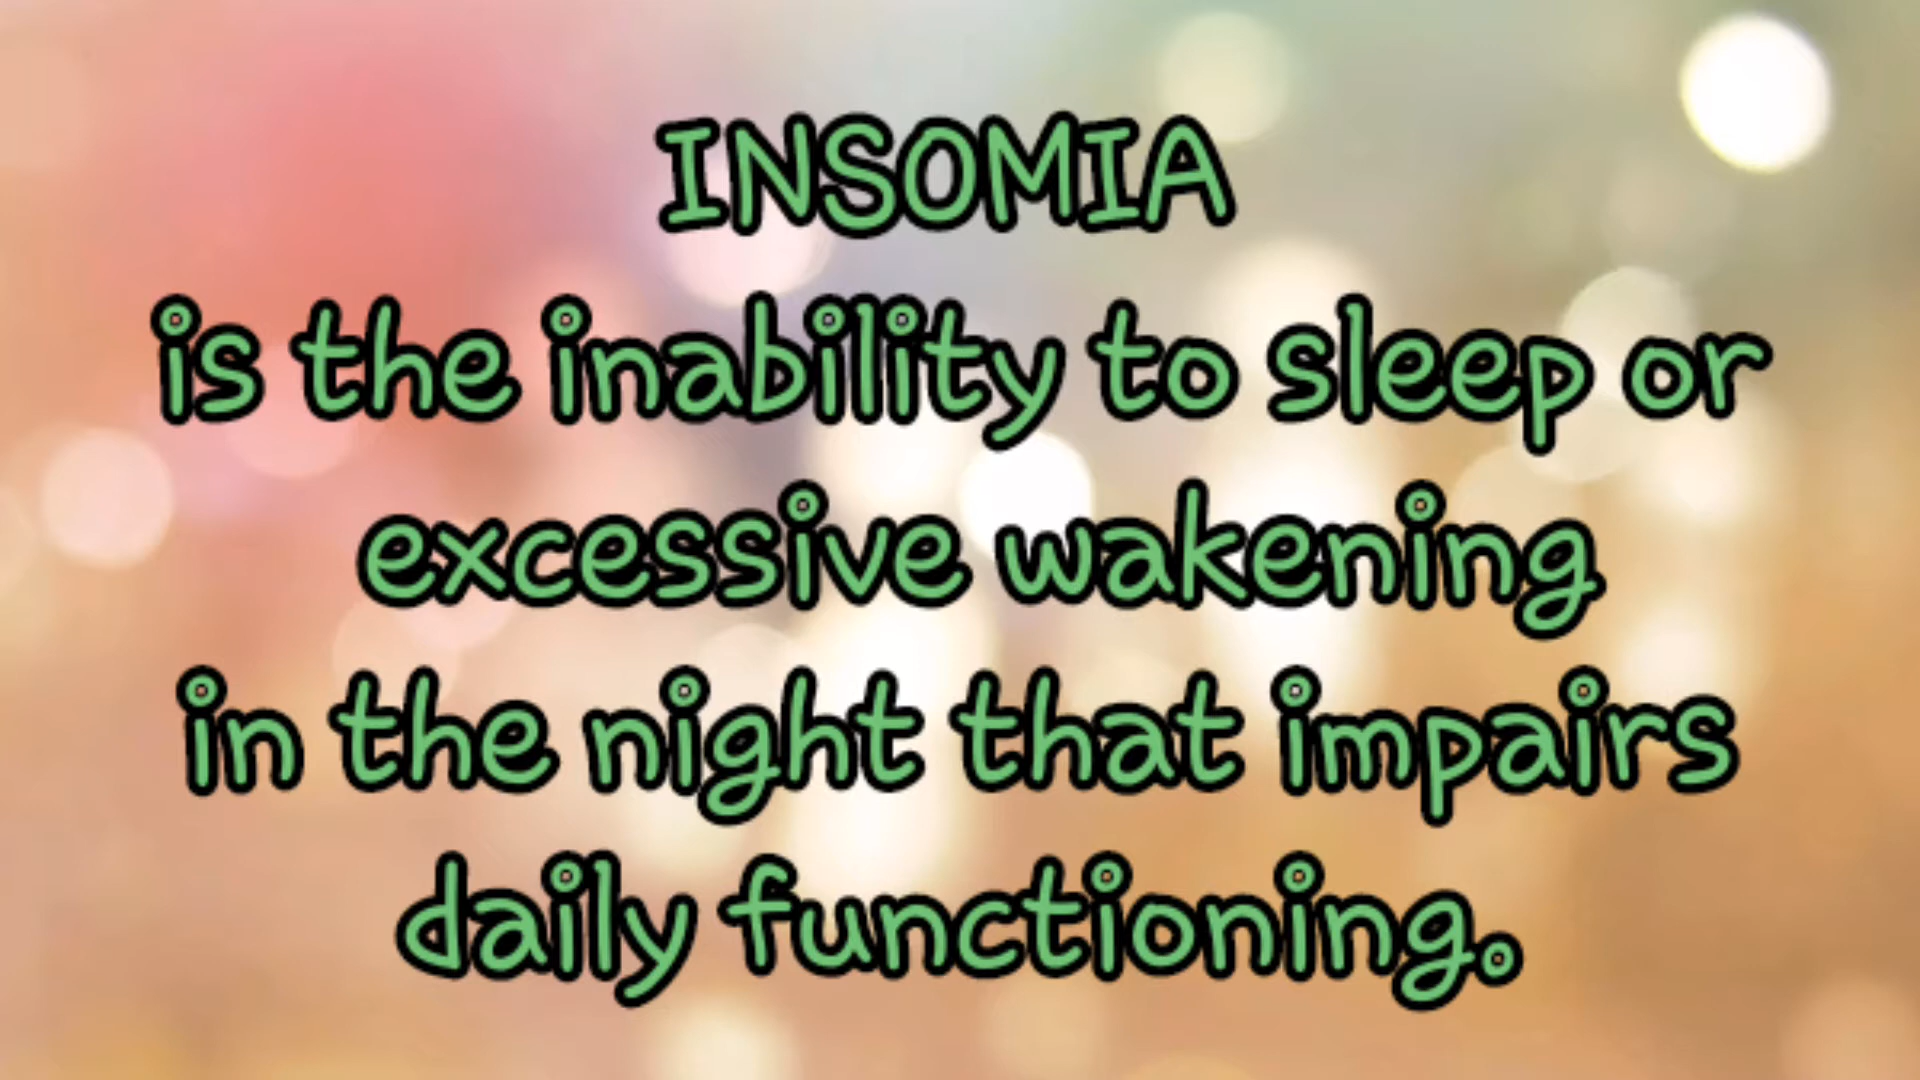 INSOMIA
is the inability to sleep or
excessive wakening
in the night that impairs
daily functioning.